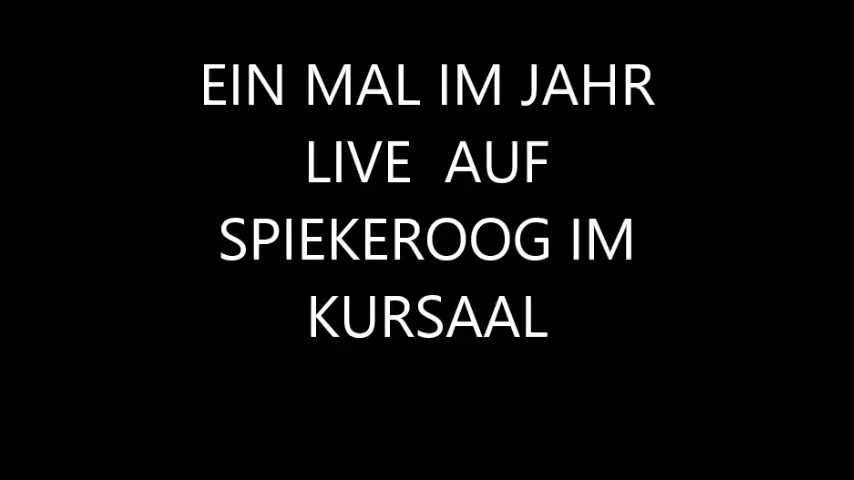 EIN MAL IM JAHR
LIVE  AUF
SPIEKEROOG IM
KURSAAL